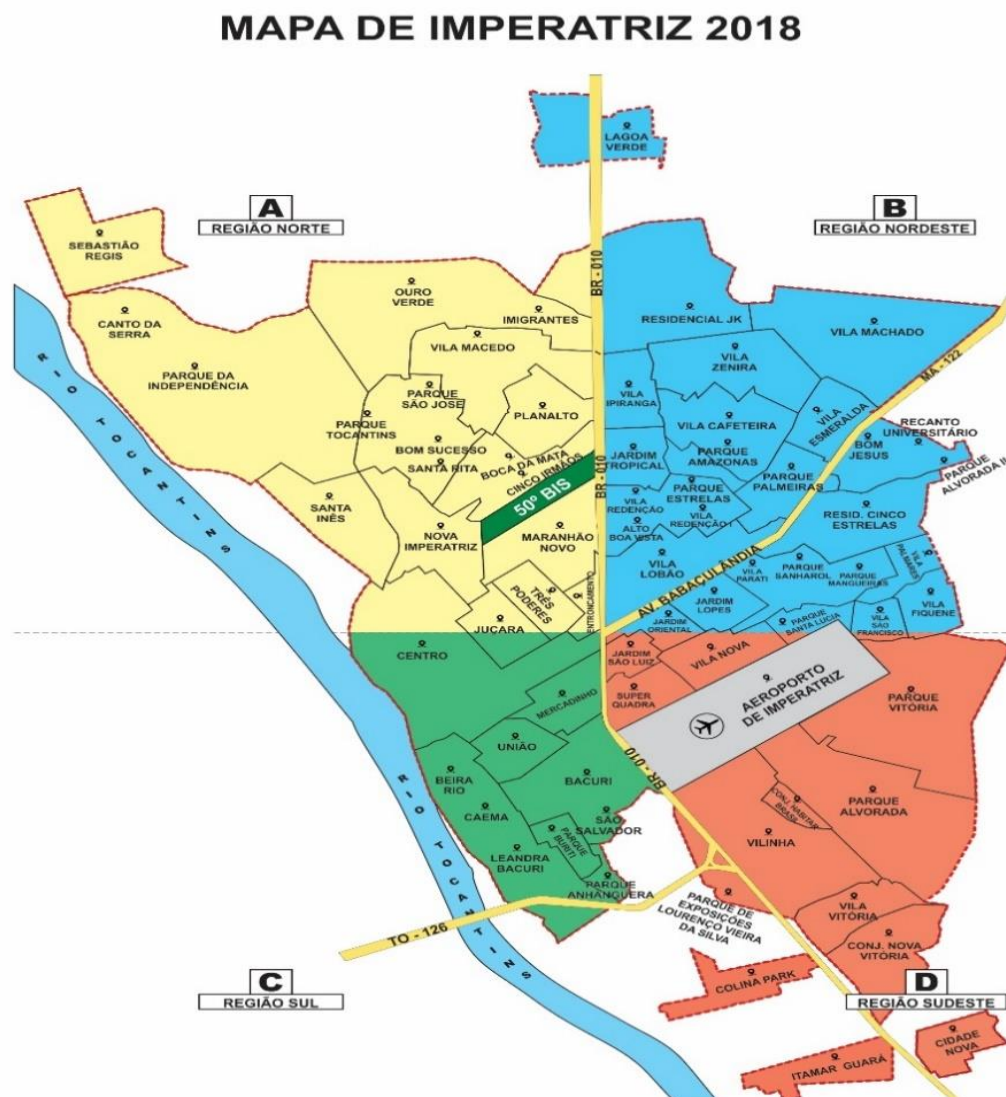 MAPA DE IMPERATRIZ 2018
LAGOA
VERDE
A
REGIÃO NORTE
B
REGIÃO NORDESTE
SEBASTIÃO
REGIS
CANTO DA
SERRA
PARQUE DA
INDEPENDÊNCIA
OURO
VERDE
IMIGRANTES
VILA MACEDO
PARQUE
SÃO JOSÉ
PLANALTO
PARQUE
TOCANTINS
BOM SUCESSO
SANTA RITA
BOCA DA MATA
CINCO IRMÃOS
50º BIS
SANTA
INÊS
NOVA
IMPERATRIZ
MARANHÃO
NOVO
TRÊS
PODERES
JUÇARA
ENTRONCAMENTO
BR - 010
BR - 010
RESIDENCIAL JK
VILA MACHADO
VILA
ZENIRA
MA - 122
VILA
IPIRANGA
VILA CAFETEIRA
VILA
ESMERALDA
RECANTO
UNIVERSITÁRIO
BOM
JESUS
PARQUE
ALVORADA II
JARDIM
TROPICAL
PARQUE
AMAZONAS
PARQUE
PALMEIRAS
PARQUE
ESTRELAS
VILA
REDENÇÃO
VILA
REDENÇÃO
ALTO
BOA VISTA
RESID. CINCO
ESTRELAS
VILA
LOBÃO
AV. BABAÇULÂNDIA
VILA
PARATI
PARQUE
SANHAROL
PARQUE
MANGUEIRAS
VILA
PALMARES
VILA
FIQUENE
JARDIM
LOPES
JARDIM
ORIENTAL
PARQUE
SANTA LUCIA
VILA
SÃO
FRANCISCO
RIO TOCANTINS
CENTRO
MERCADINHO
UNIÃO
BEIRA
RIO
BACURI
CAEMA
SÃO
SALVADOR
PARQUE
BURITI
LEANDRA
BACURI
PARQUE
ANHANGUERA
TO - 126
RIO TOCANTINS
C
REGIÃO SUL
JARDIM
SÃO LUIZ
VILA NOVA
SUPER
QUADRA
AEROPORTO
DE IMPERATRIZ
BR - 010
PARQUE
VITÓRIA
CONJ. HABITAR
BRASIL
PARQUE
ALVORADA
VILINHA
PARQUE DE
EXPOSIÇÕES
LOURENÇO VIEIRA
DA SILVA
VILA
VITÓRIA
CONJ. NOVA
VITÓRIA
COLINA PARK
D
REGIÃO SUDESTE
CIDADE
NOVA
ITAMAR GUARÁ